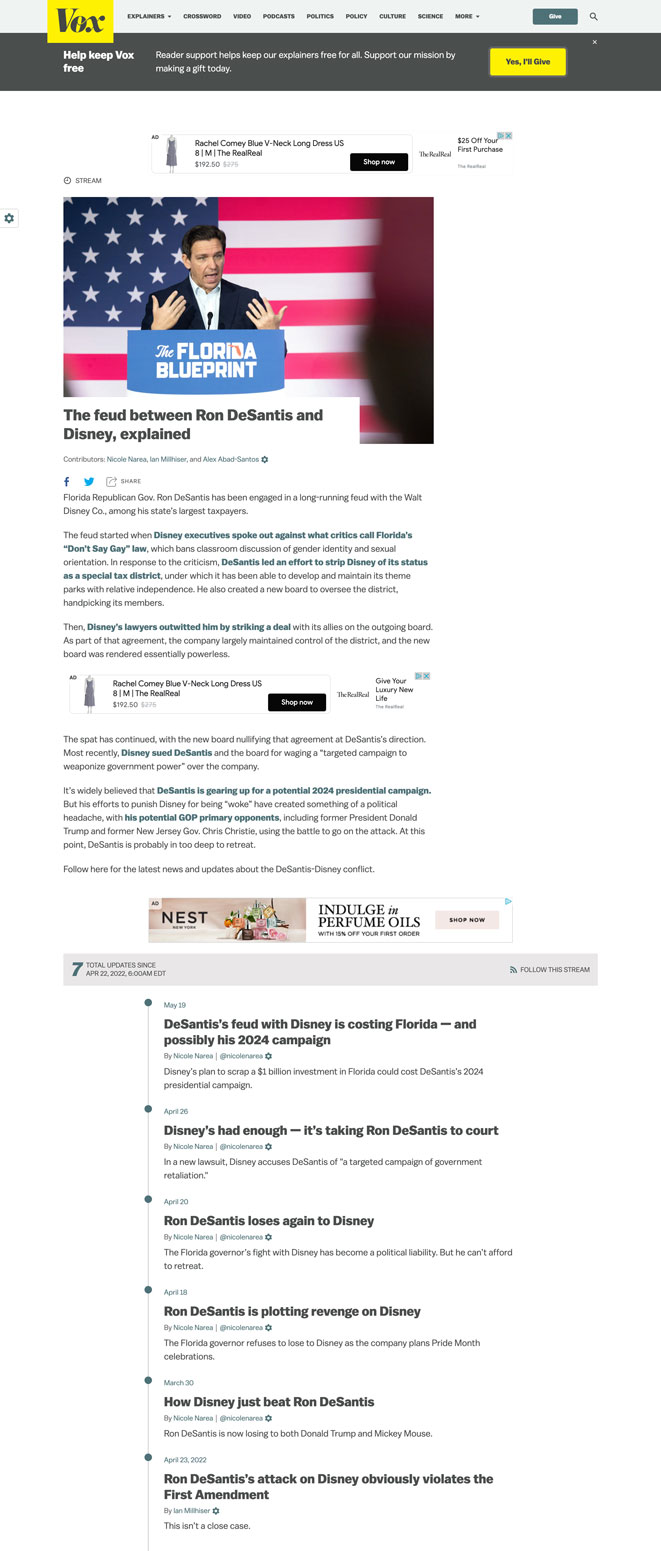 Vox
EXPLAINERS
CROSSWORD
VIDEO
PODCASTS
POLITICS
POLICY
CULTURE
SCIENCE
MORE
Give
Help keep Vox
free
Reader support helps keep our explainers free for all. Support our mission by
making a gift today.
Yes, I'll Give
AD
Rachel Comey Blue V-Neck Long Dress US
8 | M | The RealReal
$192.50 $275
Shop now
TheRealReal
$25 Off Your
First Purchase
The RealReal
STREAM
The FLORIDA
BLUEPRINT
The feud between Ron DeSantis and
Disney, explained
Contributors: Nicole Narea, Ian Millhiser, and Alex Abad-Santos
SHARE
Florida Republican Gov. Ron DeSantis has been engaged in a long-running feud with the Walt
Disney Co., among his state's largest taxpayers.
The feud started when Disney executives spoke out against what critics call Florida's
“Don't Say Gay” law, which bans classroom discussion of gender identity and sexual
orientation. In response to the criticism, DeSantis led an effort to strip Disney of its status
as a special tax district, under which it has been able to develop and maintain its theme
parks with relative independence. He also created a new board to oversee the district,
handpicking its members.
Then, Disney's lawyers outwitted him by striking a deal with its allies on the outgoing board.
As part of that agreement, the company largely maintained control of the district, and the new
board was rendered essentially powerless.
AD
Rachel Comey Blue V-Neck Long Dress US
8 | M | The RealReal
$192.50 $275
Shop now
TheRealReal
Give Your
Luxury New
Life
The RealReal
The spat has continued, with the new board nullifying that agreement at DeSantis's direction.
Most recently, Disney sued DeSantis and the board for waging a “targeted campaign to
weaponize government power” over the company.
It's widely believed that DeSantis is gearing up for a potential 2024 presidential campaign.
But his efforts to punish Disney for being “woke” have created something of a political
headache, with his potential GOP primary opponents, including former President Donald
Trump and former New Jersey Gov. Chris Christie, using the battle to go on the attack. At this
point, DeSantis is probably in too deep to retreat.
Follow here for the latest news and updates about the DeSantis-Disney conflict.
AD
NEST
NEW YORK
INDULGE in
PERFUME OILS
WITH 15% OFF YOUR FIRST ORDER
SHOP NOW
7
TOTAL UPDATES SINCE
APR 22, 2022, 6:00AM EDT
FOLLOW THIS STREAM
May 19
DeSantis's feud with Disney is costing Florida — and
possibly his 2024 campaign
By Nicole Narea | @nicolenarea
Disney's plan to scrap a $1 billion investment in Florida could cost DeSantis's 2024
presidential campaign.
April 26
Disney's had enough — it's taking Ron DeSantis to court
By Nicole Narea | @nicolenarea
In a new lawsuit, Disney accuses DeSantis of “a targeted campaign of government
retaliation.”
April 20
Ron DeSantis loses again to Disney
By Nicole Narea | @nicolenarea
The Florida governor's fight with Disney has become a political liability. But he can't afford
to retreat.
April 18
Ron DeSantis is plotting revenge on Disney
By Nicole Narea | @nicolenarea
The Florida governor refuses to lose to Disney as the company plans Pride Month
celebrations.
March 30
How Disney just beat Ron DeSantis
By Nicole Narea | @nicolenarea
Ron DeSantis is now losing to both Donald Trump and Mickey Mouse.
April 23, 2022
Ron DeSantis's attack on Disney obviously violates the
First Amendment
By Ian Millhiser
This isn't a close case.